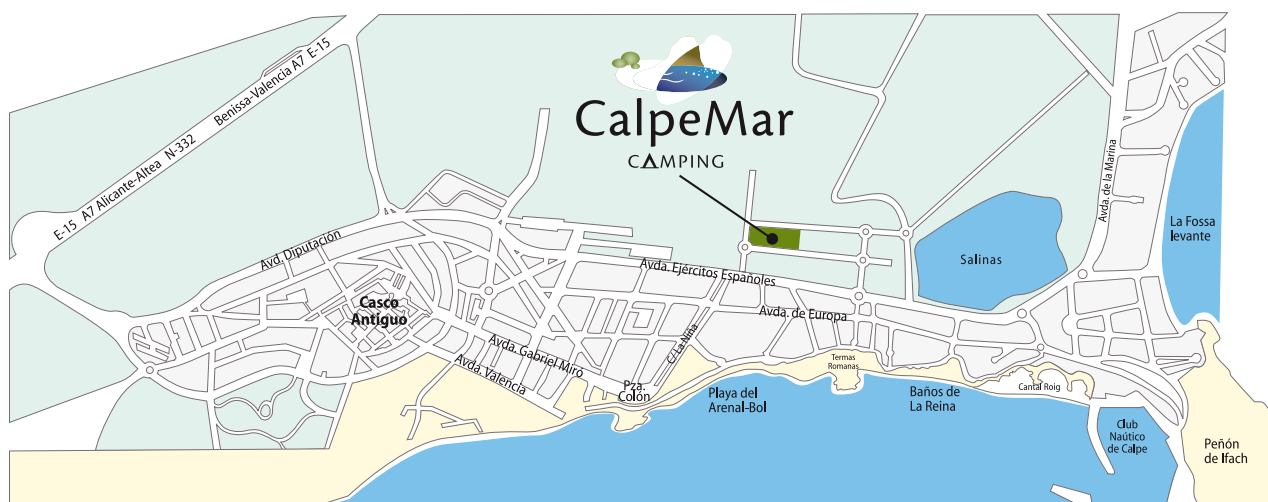 CalpeMar
CAMPING
E-15 A7 Alicante-Altea N-332 Benissa-Valencia A7 E-15
Avda. de la Marina
La Fossa
levante
Avd. Diputación
Salinas
Avda. Ejércitos Españoles
Casco
Antiguo
Avda. de Europa
C/ La Niña
Avda. Gabriel Miró
Avda. Valencia
Termas
Romanas
Pza.
Colón
Playa del
Arenal-Bol
Baños de
La Reina
Cantal Roig
Club
Naútico
de Calpe
Peñón
de Ifach